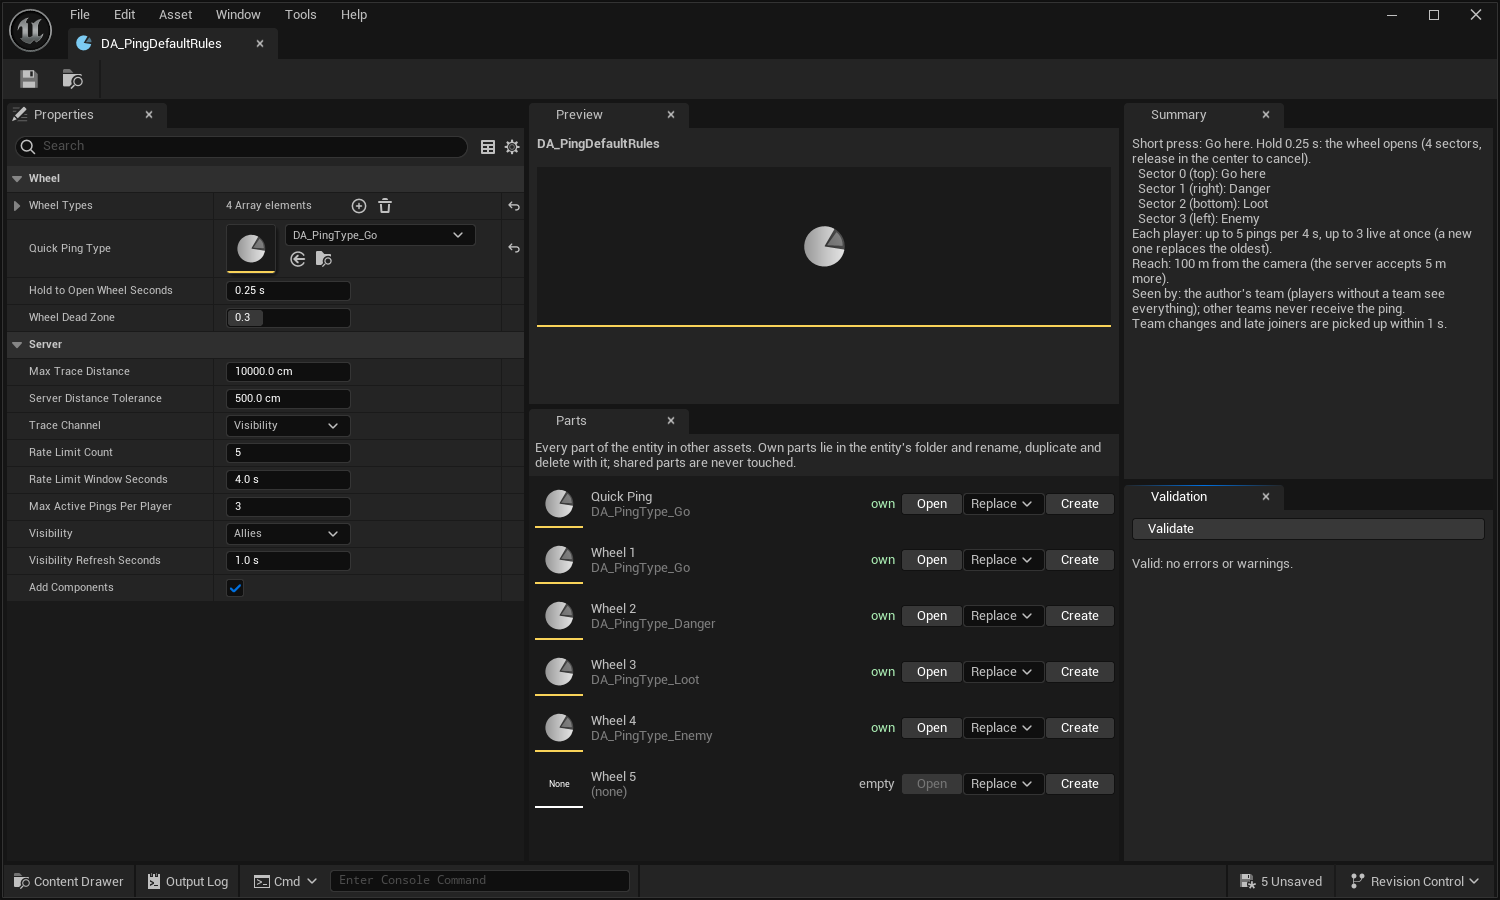 File Edit Asset Window Tools Help
DA_PingDefaultRules
Properties
Search
Wheel
Wheel Types 4 Array elements
Quick Ping Type DA_PingType_Go
Hold to Open Wheel Seconds 0.25 s
Wheel Dead Zone 0.3
Server
Max Trace Distance 10000.0 cm
Server Distance Tolerance 500.0 cm
Trace Channel Visibility
Rate Limit Count 5
Rate Limit Window Seconds 4.0 s
Max Active Pings Per Player 3
Visibility Allies
Visibility Refresh Seconds 1.0 s
Add Components
Preview
DA_PingDefaultRules
Parts
Every part of the entity in other assets. Own parts lie in the entity's folder and rename, duplicate and
delete with it; shared parts are never touched.
Quick Ping
DA_PingType_Go
own Open Replace Create
Wheel 1
DA_PingType_Go
own Open Replace Create
Wheel 2
DA_PingType_Danger
own Open Replace Create
Wheel 3
DA_PingType_Loot
own Open Replace Create
Wheel 4
DA_PingType_Enemy
own Open Replace Create
None
Wheel 5
(none)
empty Open Replace Create
Summary
Short press: Go here. Hold 0.25 s: the wheel opens (4 sectors,
release in the center to cancel).
Sector 0 (top): Go here
Sector 1 (right): Danger
Sector 2 (bottom): Loot
Sector 3 (left): Enemy
Each player: up to 5 pings per 4 s, up to 3 live at once (a new
one replaces the oldest).
Reach: 100 m from the camera (the server accepts 5 m
more).
Seen by: the author's team (players without a team see
everything); other teams never receive the ping.
Team changes and late joiners are picked up within 1 s.
Validation
Validate
Valid: no errors or warnings.
Content Drawer Output Log Cmd Enter Console Command 5 Unsaved Revision Control